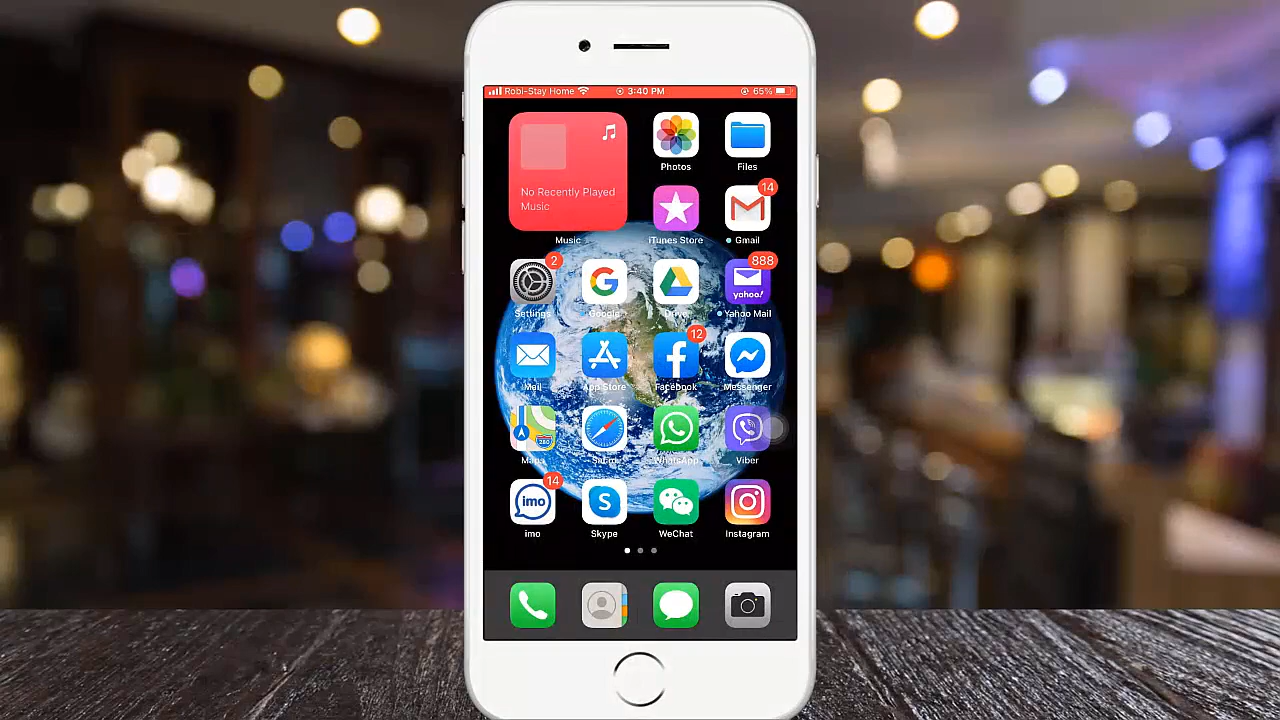 Robi-Stay Home 3:40 PM 65%
No Recently Played
Music
Photos
Files
14
Music
iTunes Store
Gmail
2
888
yahoo!
Settings
Google
Drive
Yahoo Mail
12
Mail
App Store
Facebook
Messenger
280
Maps
Safari
WhatsApp
Viber
14
imo
S
imo
Skype
WeChat
Instagram